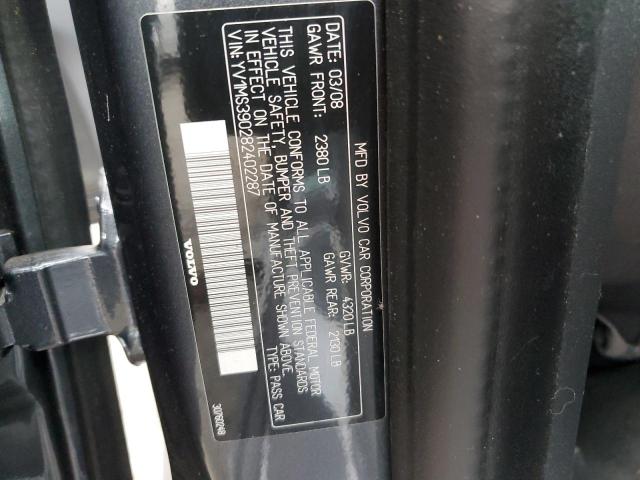 MFD BY VOLVO CAR CORPORATION
DATE: 03/08 GVWR: 4320 LB
GAWR FRONT: 2380 LB GAWR REAR: 2130 LB
THIS VEHICLE CONFORMS TO ALL APPLICABLE FEDERAL MOTOR
VEHICLE SAFETY, BUMPER AND THEFT PREVENTION STANDARDS
IN EFFECT ON THE DATE OF MANUFACTURE SHOWN ABOVE.
VIN: YV1MS390282402287 TYPE: PASS CAR
VOLVO
30760248